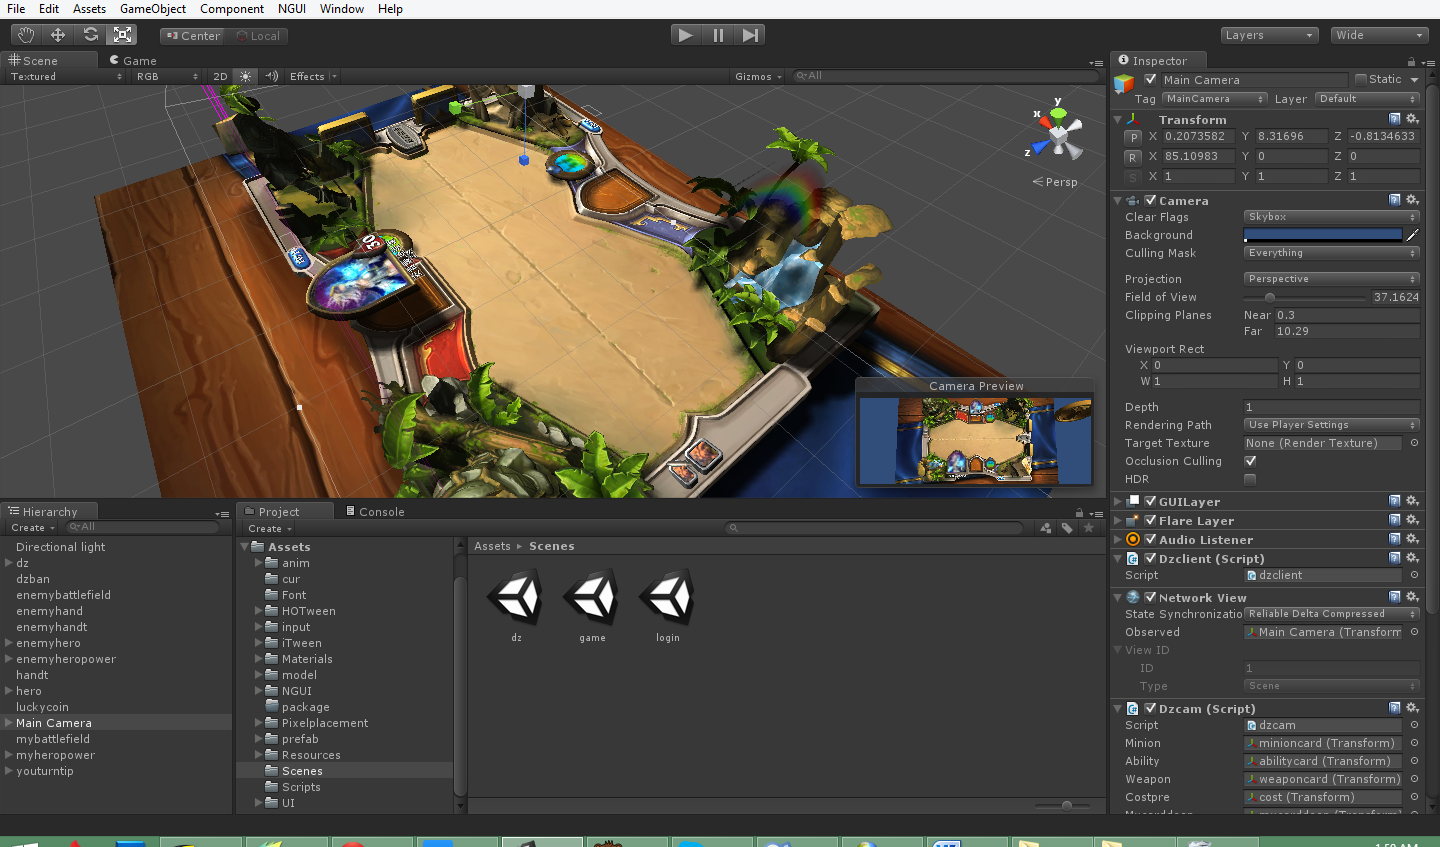 File Edit Assets GameObject Component NGUI Window Help
Center Local Layers Wide
Scene Game
Textured RGB 2D Effects Gizmos All
y
x
z
Persp
30
Camera Preview
Hierarchy
Create All
Directional light
dz
dzban
enemybattlefield
enemyhand
enemyhandt
enemyhero
enemyheropower
handt
hero
luckycoin
Main Camera
mybattlefield
myheropower
youturntip
Project Console
Create
Assets
anim
cur
Font
HOTween
input
iTween
Materials
model
NGUI
package
Pixelplacement
prefab
Resources
Scenes
Scripts
UI
Assets ▸ Scenes
dz game login
Inspector
Main Camera Static
Tag MainCamera Layer Default
Transform
P X 0.2073582 Y 8.31696 Z -0.8134633
R X 85.10983 Y 0 Z 0
S X 1 Y 1 Z 1
Camera
Clear Flags Skybox
Background
Culling Mask Everything
Projection Perspective
Field of View 37.1624
Clipping Planes Near 0.3
Far 10.29
Viewport Rect
X 0 Y 0
W 1 H 1
Depth 1
Rendering Path Use Player Settings
Target Texture None (Render Texture)
Occlusion Culling
HDR
GUILayer
Flare Layer
Audio Listener
Dzclient (Script)
Script dzclient
Network View
State Synchronizatio Reliable Delta Compressed
Observed Main Camera (Transform
View ID
ID 1
Type Scene
Dzcam (Script)
Script dzcam
Minion minioncard (Transform)
Ability abilitycard (Transform)
Weapon weaponcard (Transform)
Costpre cost (Transform)